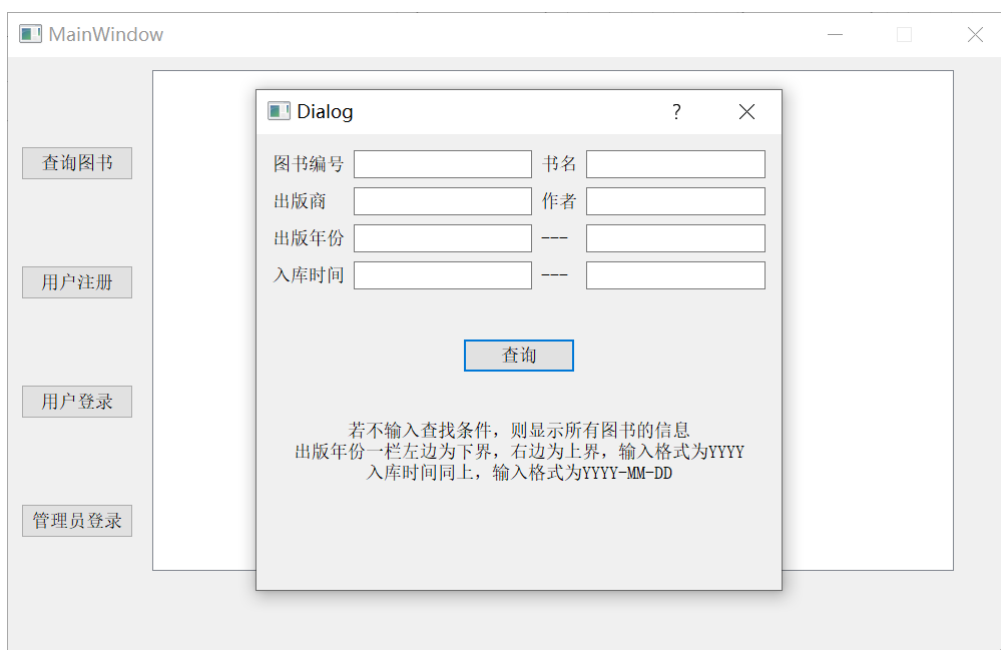 MainWindow
Dialog
?
图书编号 书名
查询图书
出版商 作者
出版年份 ---
入库时间 ---
用户注册
查询
用户登录
若不输入查找条件，则显示所有图书的信息
出版年份一栏左边为下界，右边为上界，输入格式为YYYY
入库时间同上，输入格式为YYYY-MM-DD
管理员登录